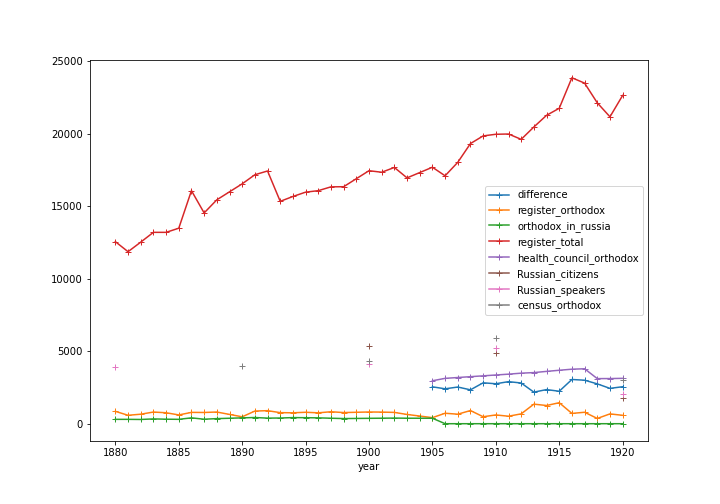 25000
20000
15000
10000
5000
0
1880
1885
1890
1895
1900
1905
1910
1915
1920
year
difference
register_orthodox
orthodox_in_russia
register_total
health_council_orthodox
Russian_citizens
Russian_speakers
census_orthodox